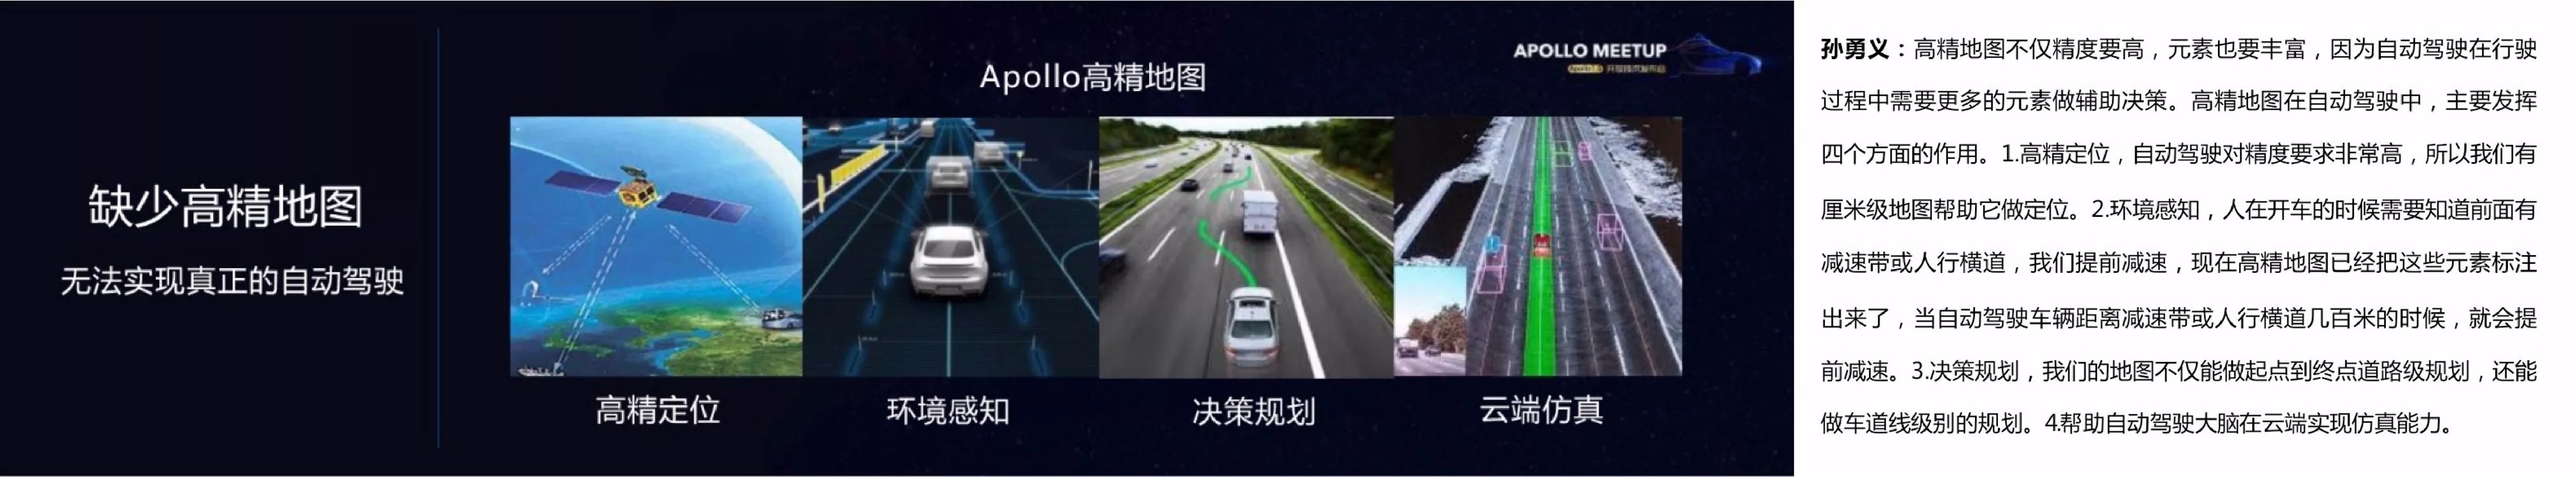 缺少高精地图
无法实现真正的自动驾驶
Apollo高精地图
APOLLO MEETUP
高精定位
环境感知
决策规划
云端仿真
孙勇义：高精地图不仅精度要高，元素也要丰富，因为自动驾驶在行驶
过程中需要更多的元素做辅助决策。高精地图在自动驾驶中，主要发挥
四个方面的作用。1.高精定位，自动驾驶对精度要求非常高，所以我们有
厘米级地图帮助它做定位。2.环境感知，人在开车的时候需要知道前面有
减速带或人行横道，我们提前减速，现在高精地图已经把这些元素标注
出来了，当自动驾驶车辆距离减速带或人行横道几百米的时候，就会提
前减速。3.决策规划，我们的地图不仅能做起点到终点道路级规划，还能
做车道线级别的规划。4.帮助自动驾驶大脑在云端实现仿真能力。